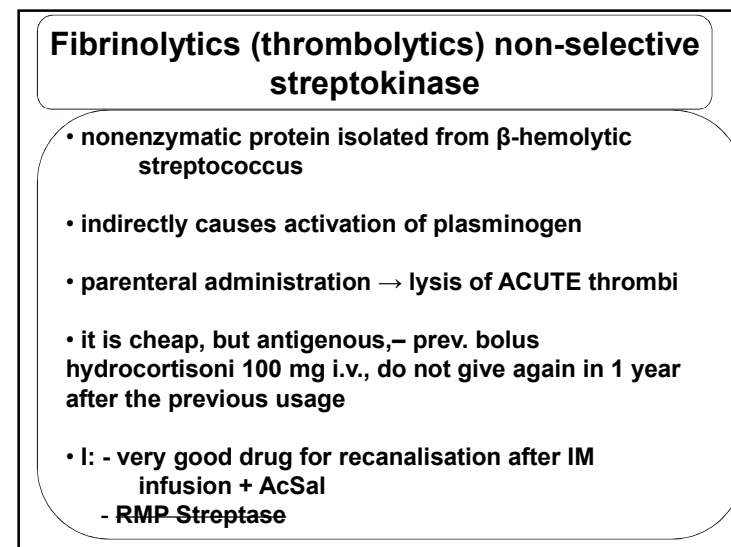 Fibrinolytics (thrombolytics) non-selective
streptokinase
• nonenzymatic protein isolated from β-hemolytic
streptococcus
• indirectly causes activation of plasminogen
• parenteral administration → lysis of ACUTE thrombi
• it is cheap, but antigenous,– prev. bolus
hydrocortisoni 100 mg i.v., do not give again in 1 year
after the previous usage
• I: - very good drug for recanalisation after IM
infusion + AcSal
- RMP Streptase